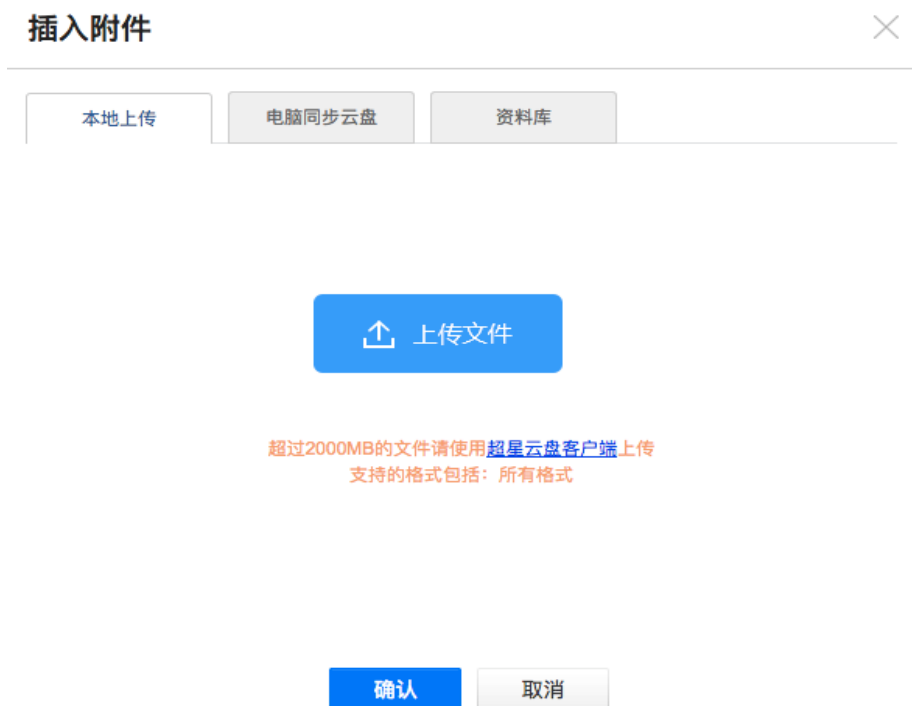 插入附件
本地上传
电脑同步云盘
资料库
上传文件
超过2000MB的文件请使用超星云盘客户端上传
支持的格式包括：所有格式
确认
取消